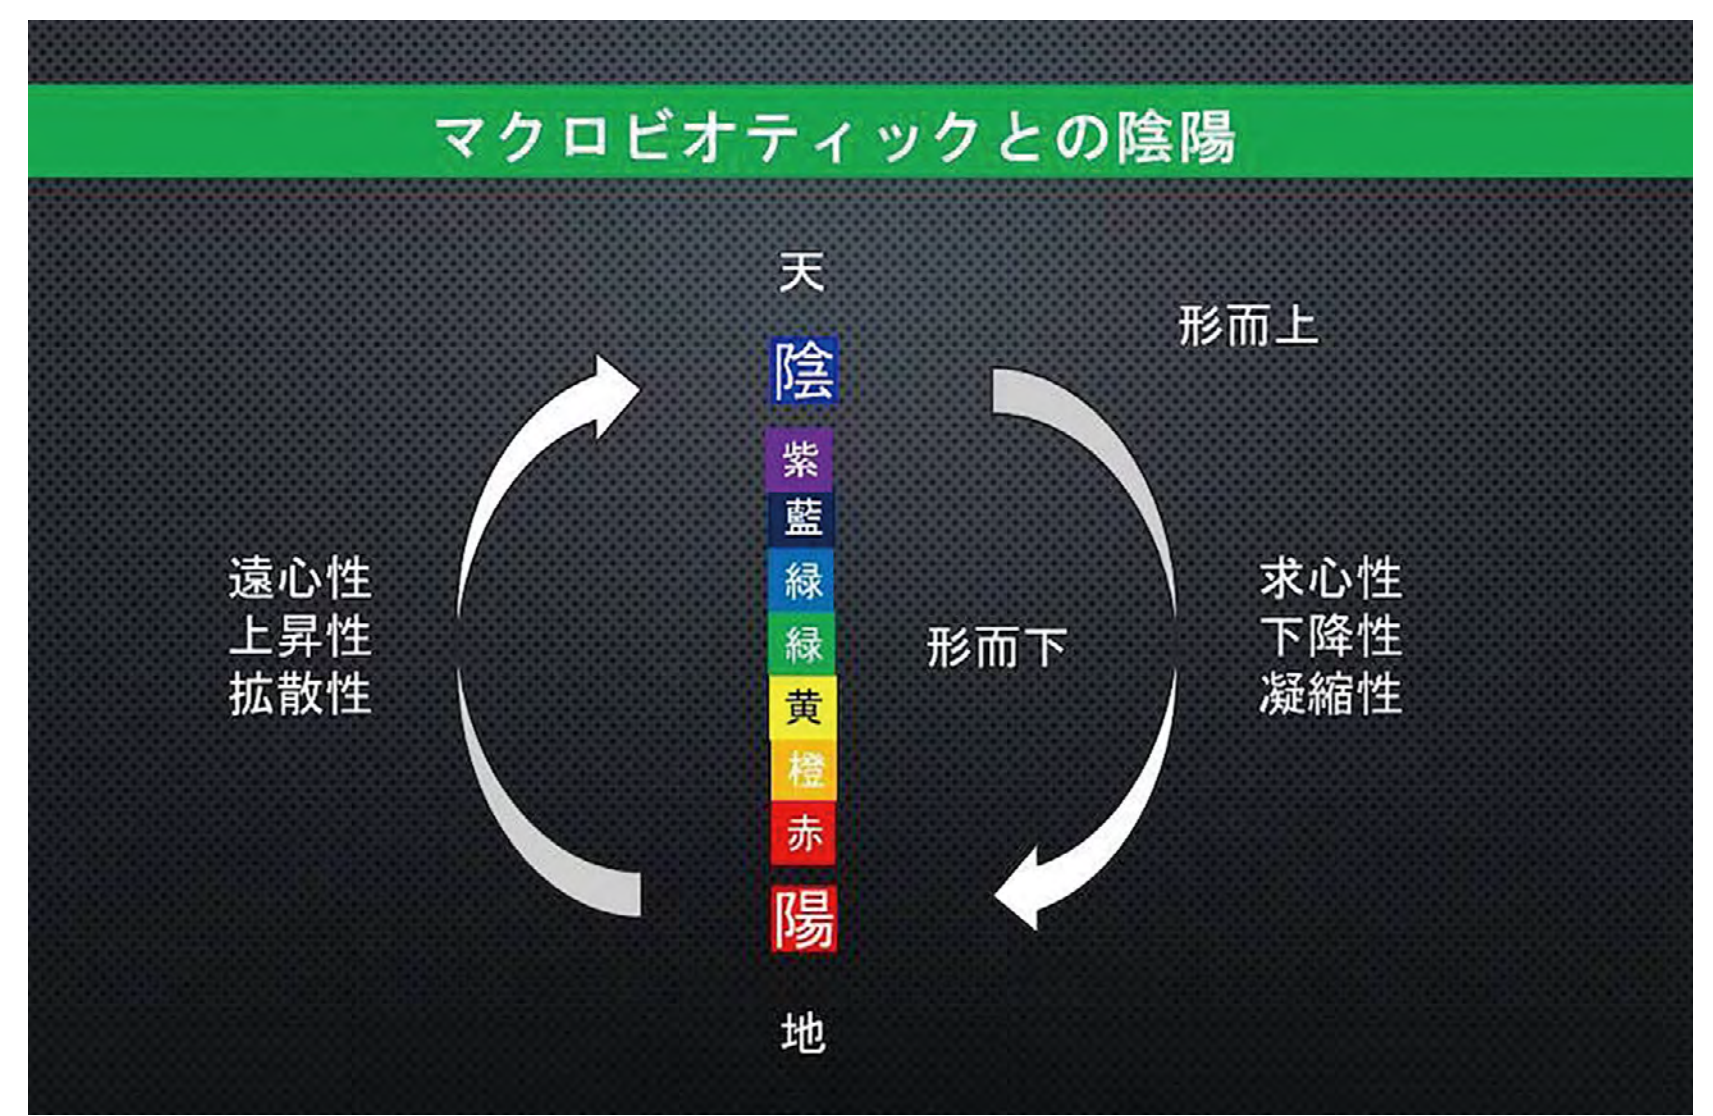 マクロビオティックとの陰陽
天
形而上
陰
紫
藍
緑
緑
黄
橙
赤
陽
地
遠心性
上昇性
拡散性
形而下
求心性
下降性
凝縮性